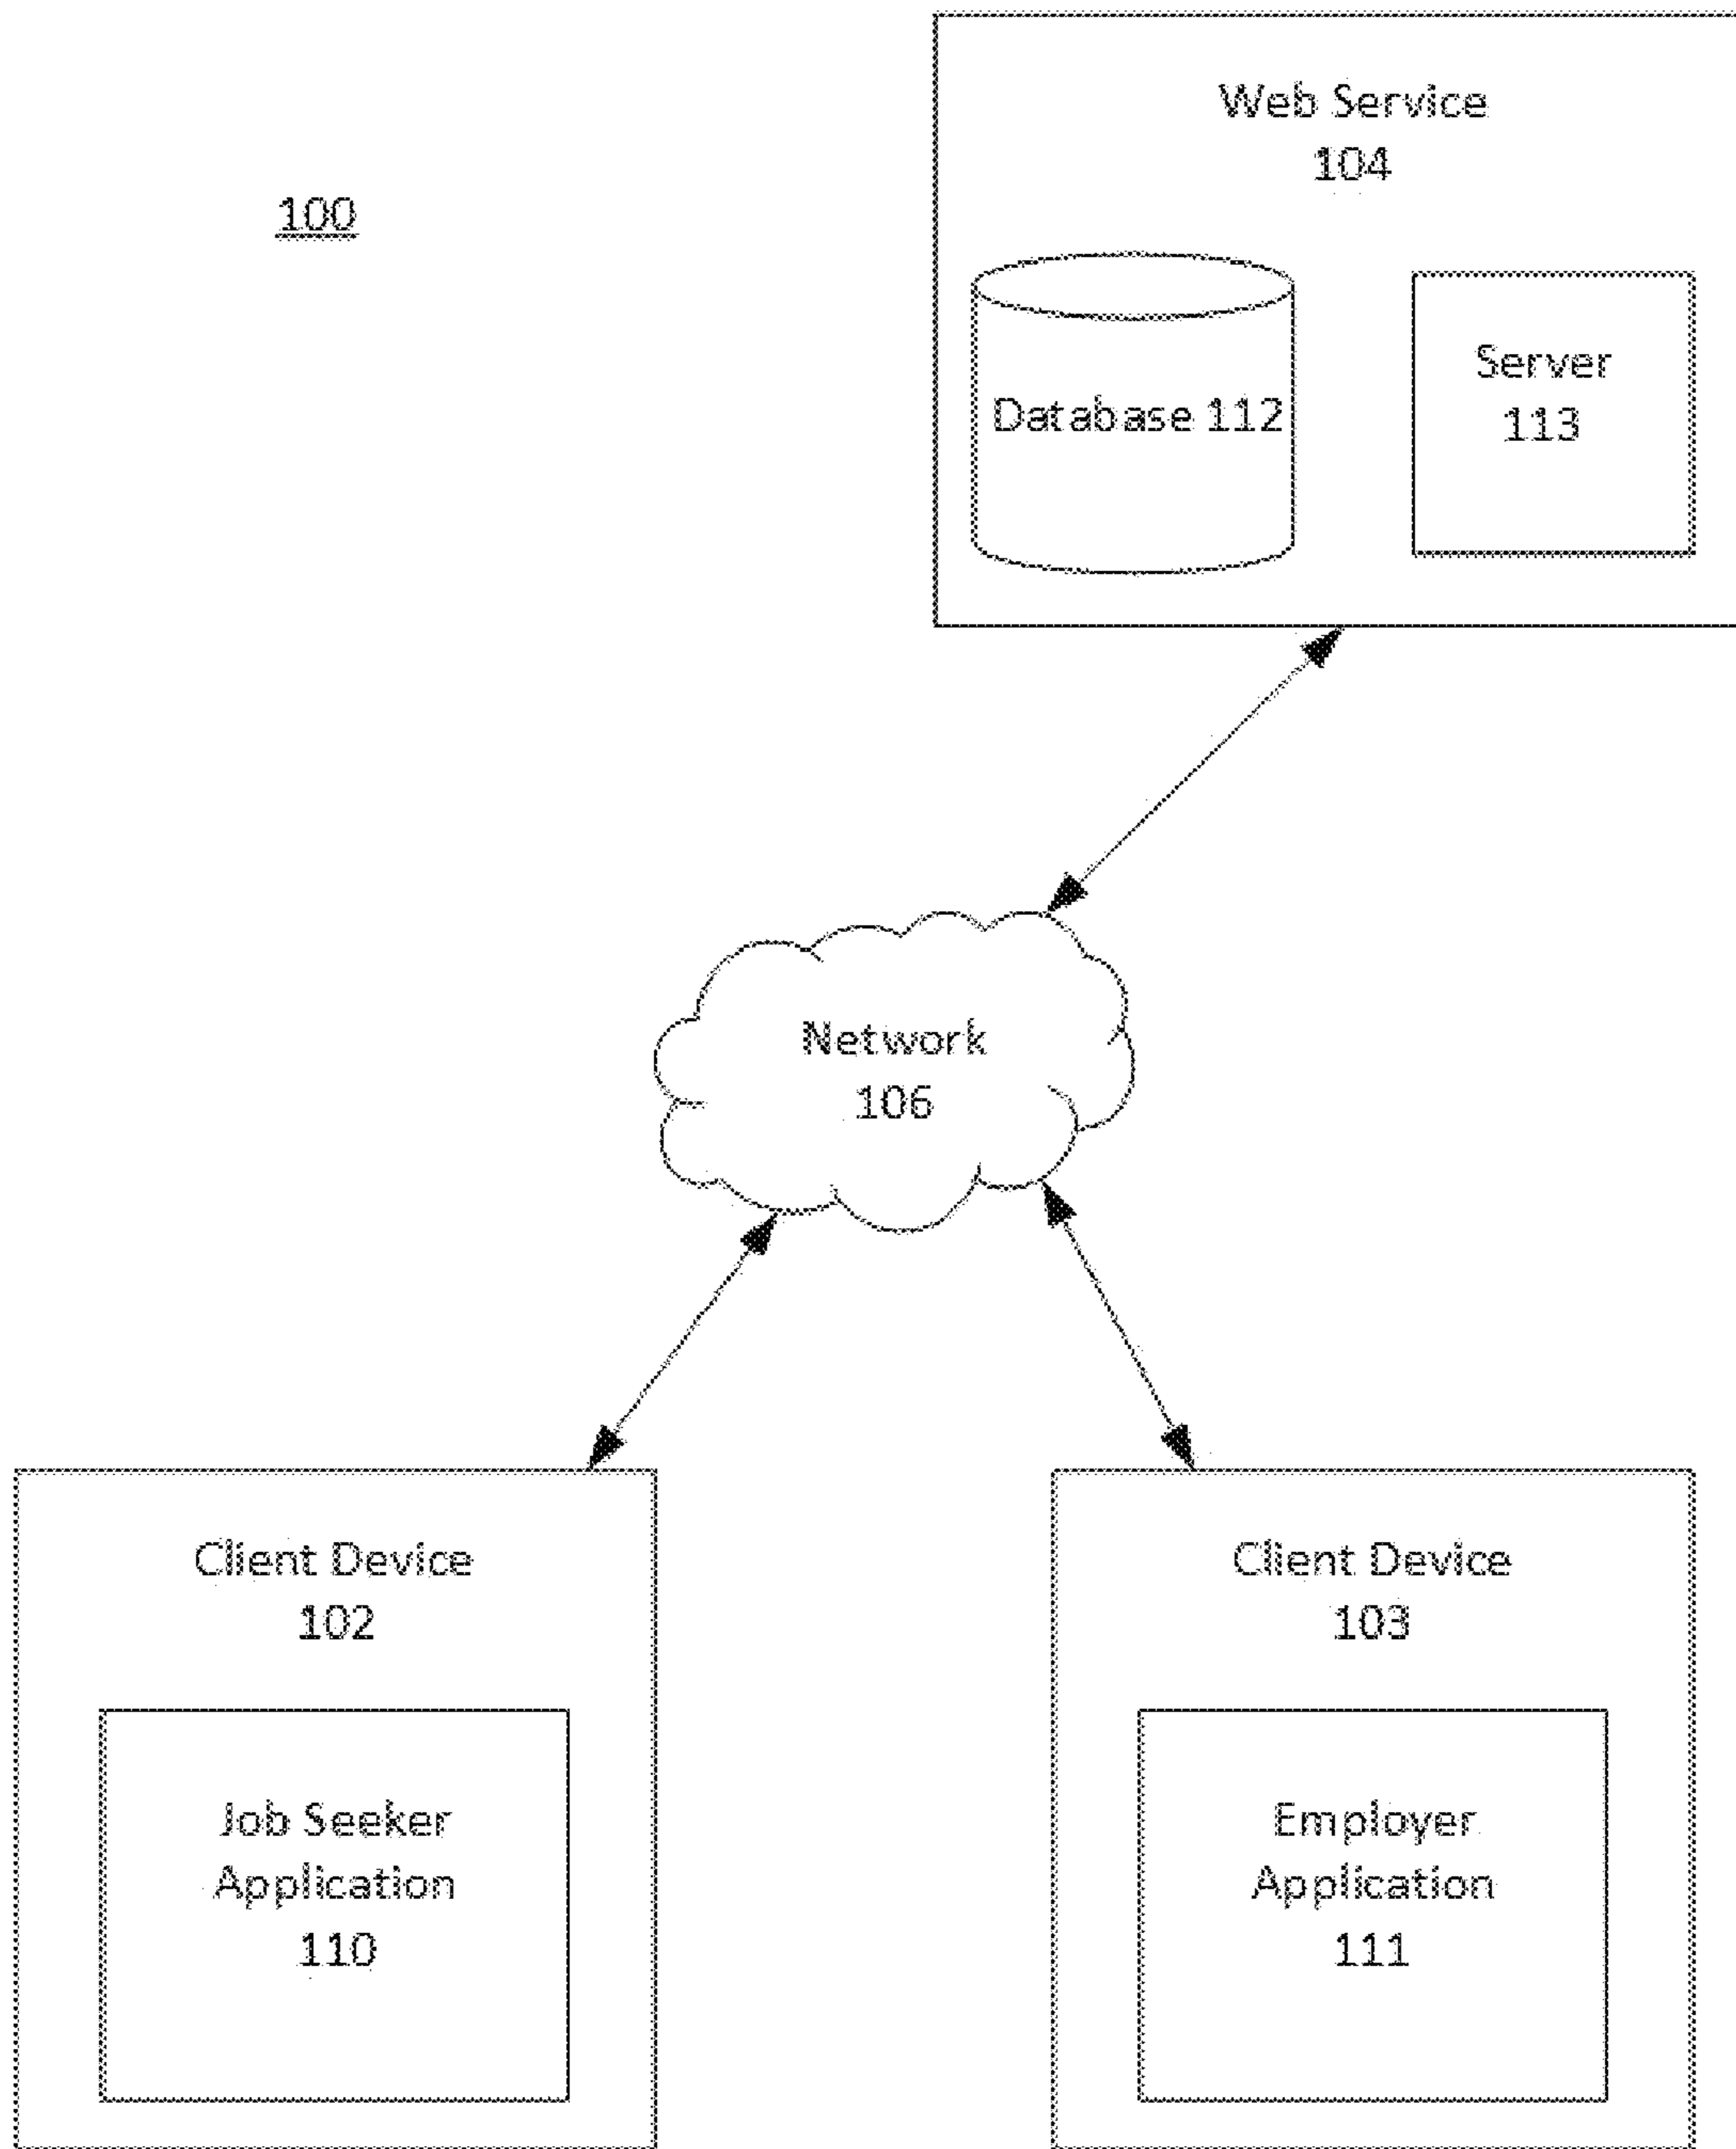 100
Web Service
104
Database 112
Server
113
Network
106
Client Device
102
Job Seeker
Application
110
Client Device
103
Employer
Application
111